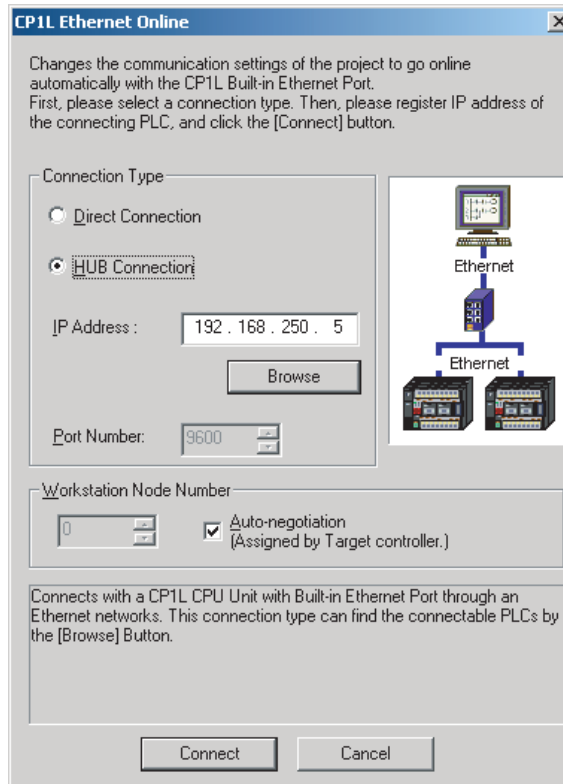 CP1L Ethernet Online
Changes the communication settings of the project to go online
automatically with the CP1L Built-in Ethernet Port.
First, please select a connection type. Then, please register IP address of
the connecting PLC, and click the [Connect] button.
Connection Type
Direct Connection
HUB Connection
IP Address :
192 . 168 . 250 . 5
Browse
Port Number:
9600
Ethernet
Ethernet
Workstation Node Number
0
Auto-negotiation
(Assigned by Target controller.)
Connects with a CP1L CPU Unit with Built-in Ethernet Port through an
Ethernet networks. This connection type can find the connectable PLCs by
the [Browse] Button.
Connect
Cancel